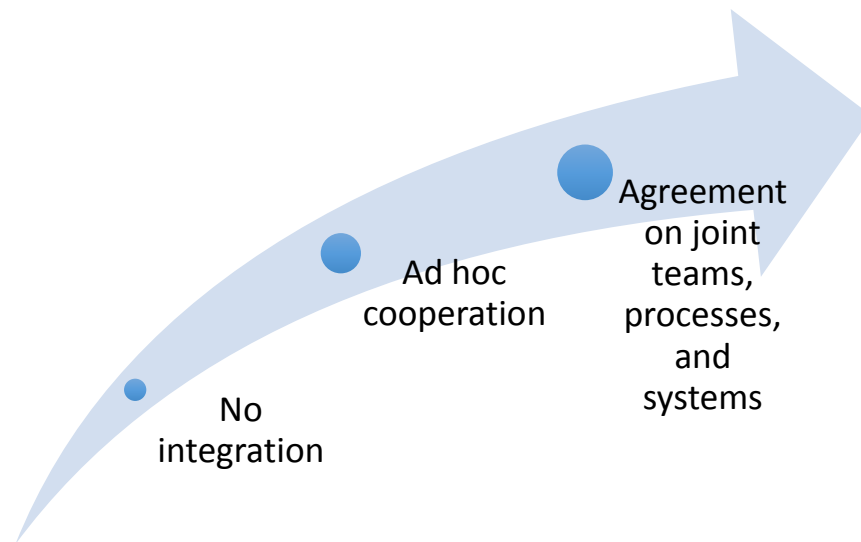 No
integration
Ad hoc
cooperation
Agreement
on joint
teams,
processes,
and
systems